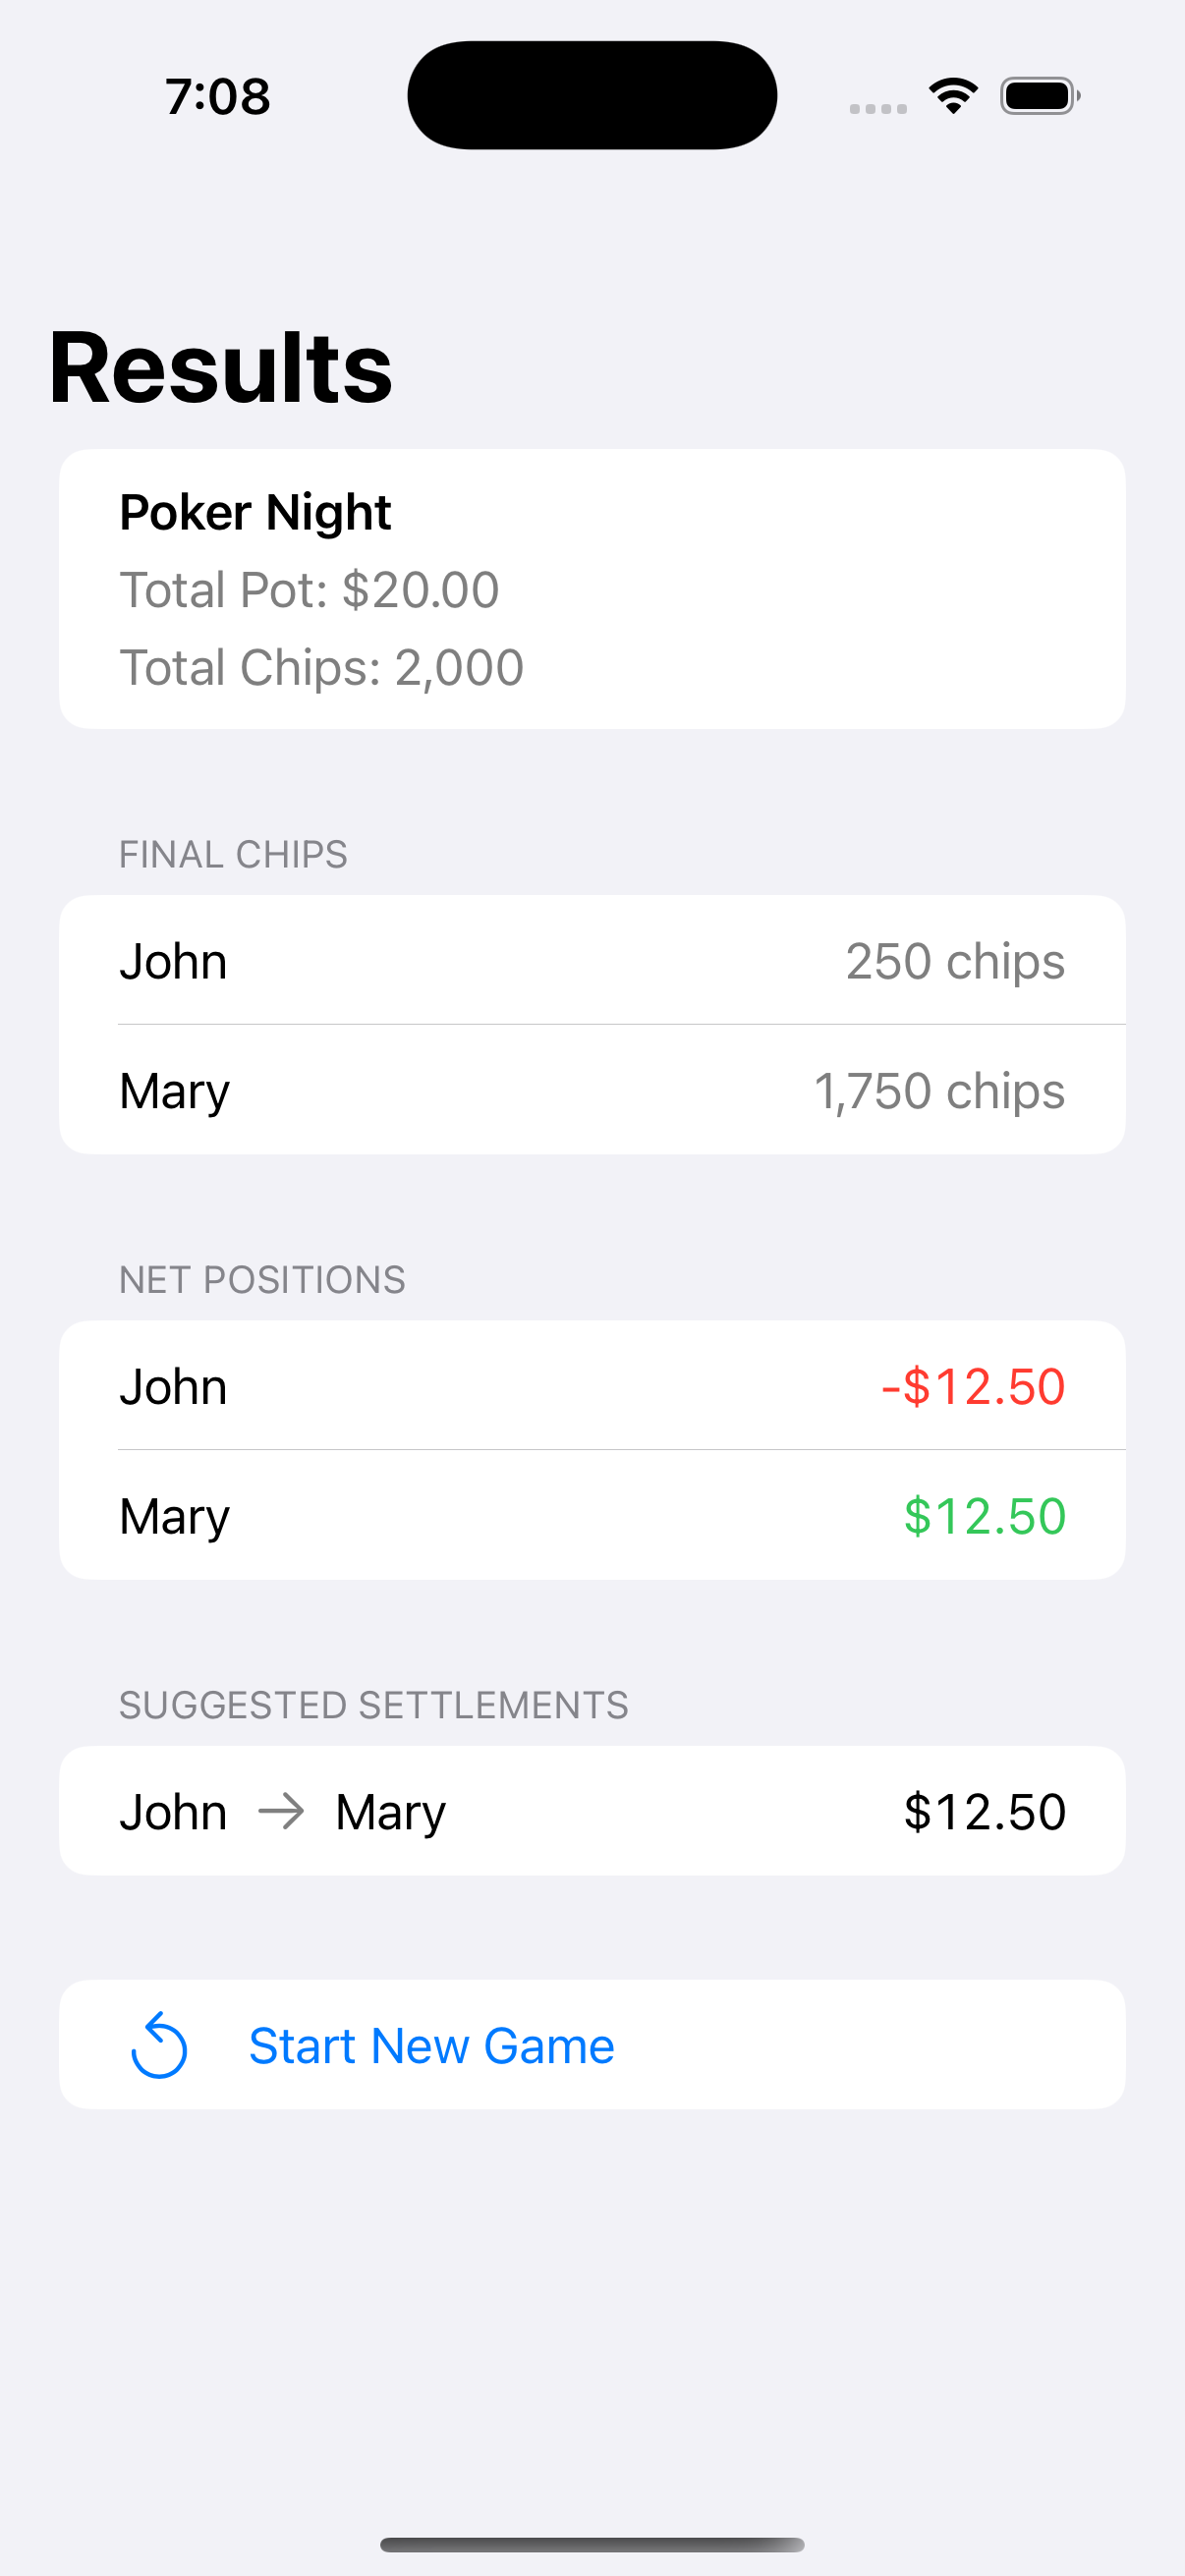 7:08
Results
Poker Night
Total Pot: $20.00
Total Chips: 2,000
FINAL CHIPS
John 250 chips
Mary 1,750 chips
NET POSITIONS
John -$12.50
Mary $12.50
SUGGESTED SETTLEMENTS
John → Mary $12.50
Start New Game